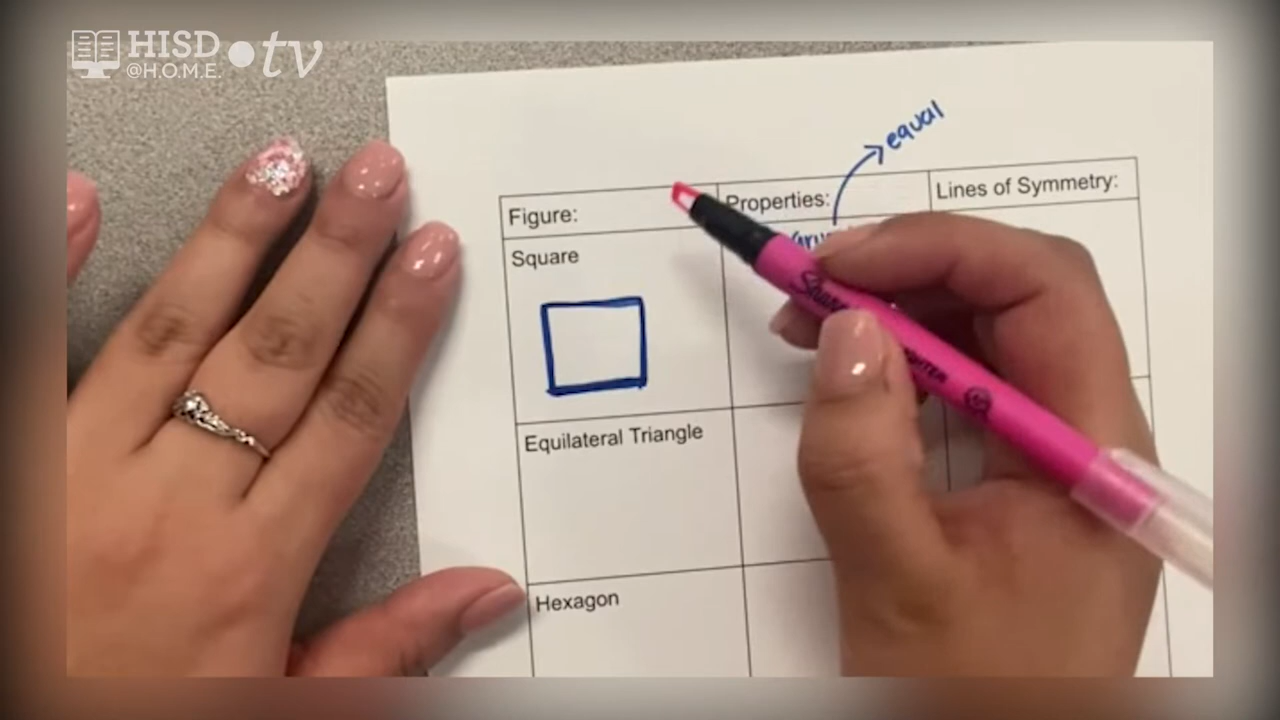 HISD tv
@H.O.M.E.
equal
Figure: Properties: Lines of Symmetry:
Square
Equilateral Triangle
Hexagon